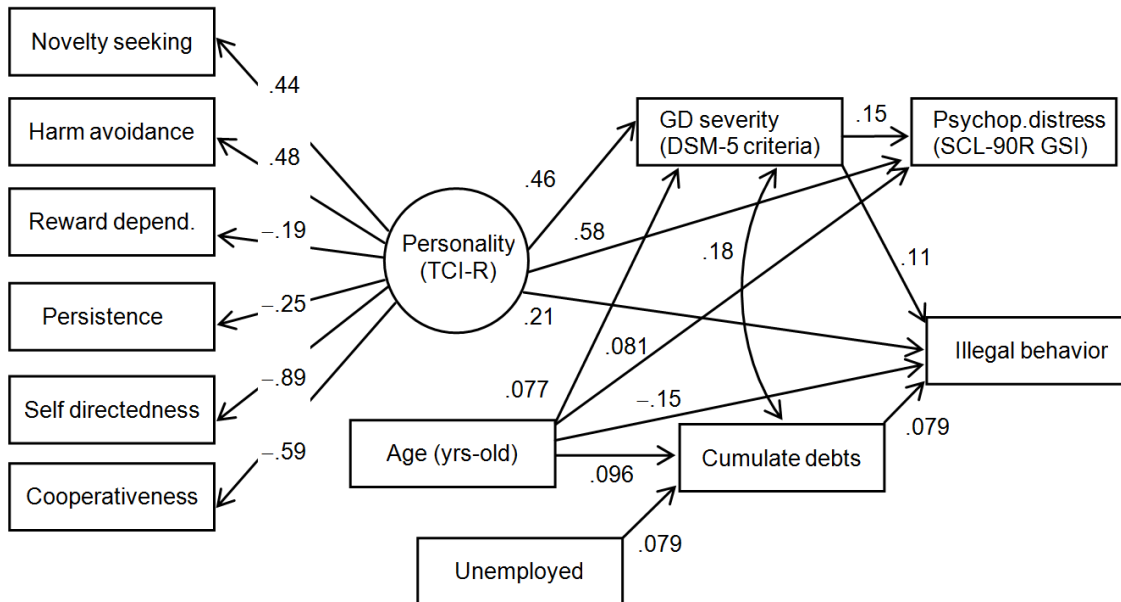 Novelty seeking
.44
Harm avoidance
.48
Reward depend.
–.19
Persistence
–.25
Self directedness
–.89
Cooperativeness
–.59
Personality
(TCI-R)
.46
.58
.21
GD severity
(DSM-5 criteria)
.15
Psychop.distress
(SCL-90R GSI)
.18
.11
Illegal behavior
.081
.077
–.15
Age (yrs-old)
.096
Cumulate debts
.079
Unemployed
.079